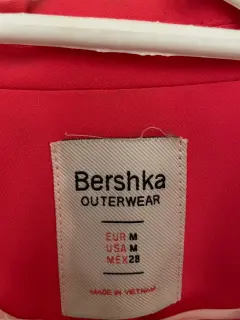 Bershka
OUTERWEAR
EUR M
USA M
MEX 28
MADE IN VIETNAM